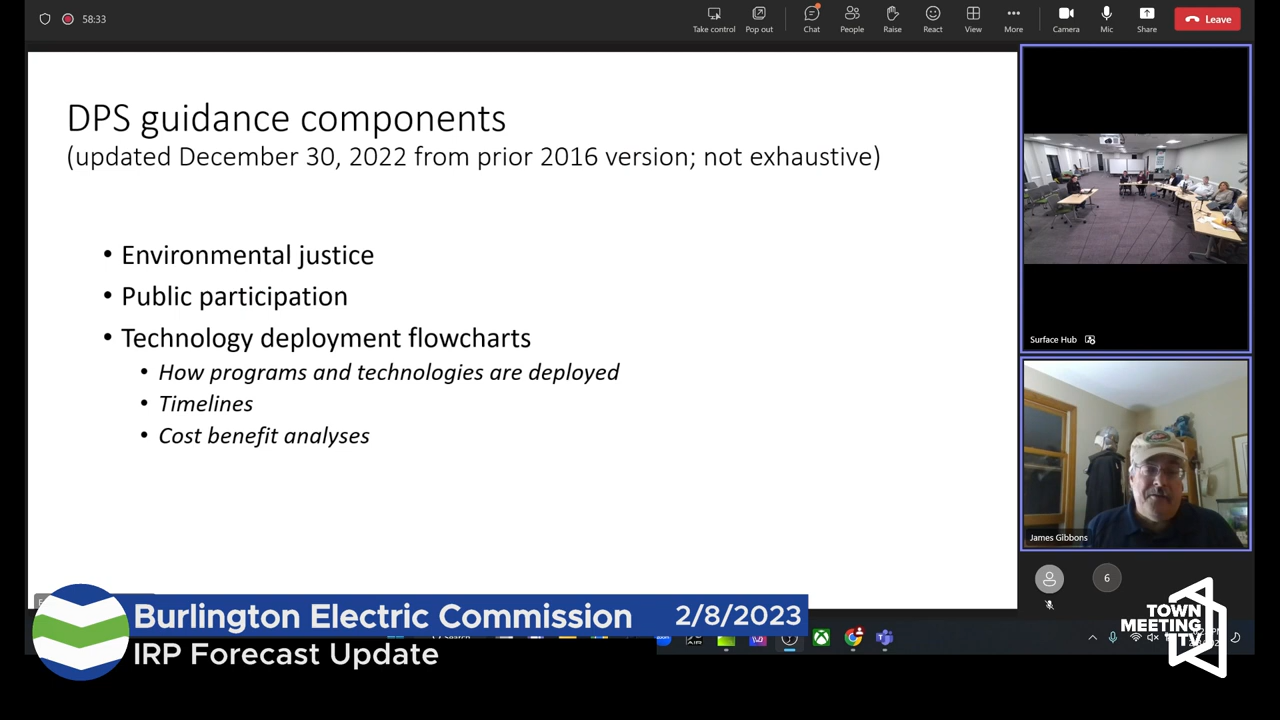 58:33
Take control
Pop out
Chat
People
Raise
React
View
More
Camera
Mic
Share
Leave
DPS guidance components
(updated December 30, 2022 from prior 2016 version; not exhaustive)
• Environmental justice
• Public participation
• Technology deployment flowcharts
• How programs and technologies are deployed
• Timelines
• Cost benefit analyses
Surface Hub
James Gibbons
6
Burlington Electric Commission 2/8/2023
IRP Forecast Update
TOWN
MEETING
TV